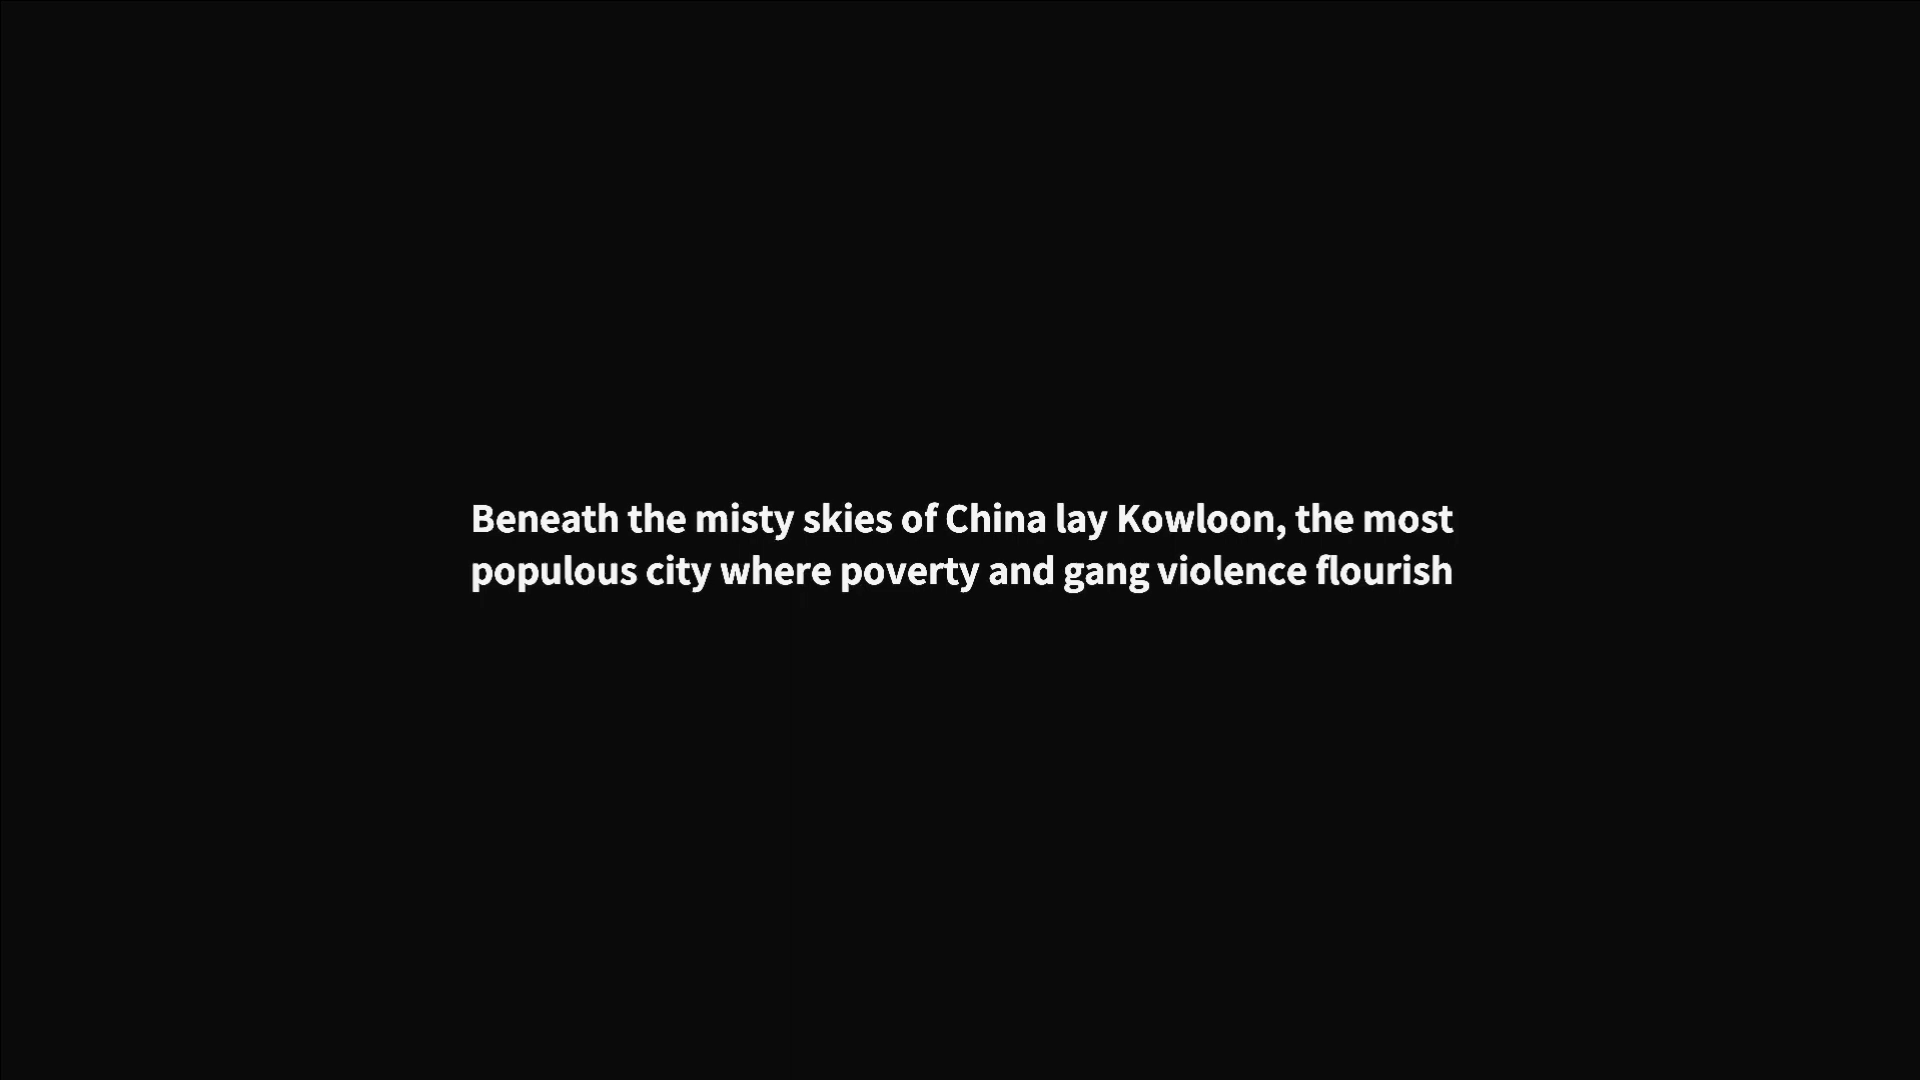 Beneath the misty skies of China lay Kowloon, the most
populous city where poverty and gang violence flourish